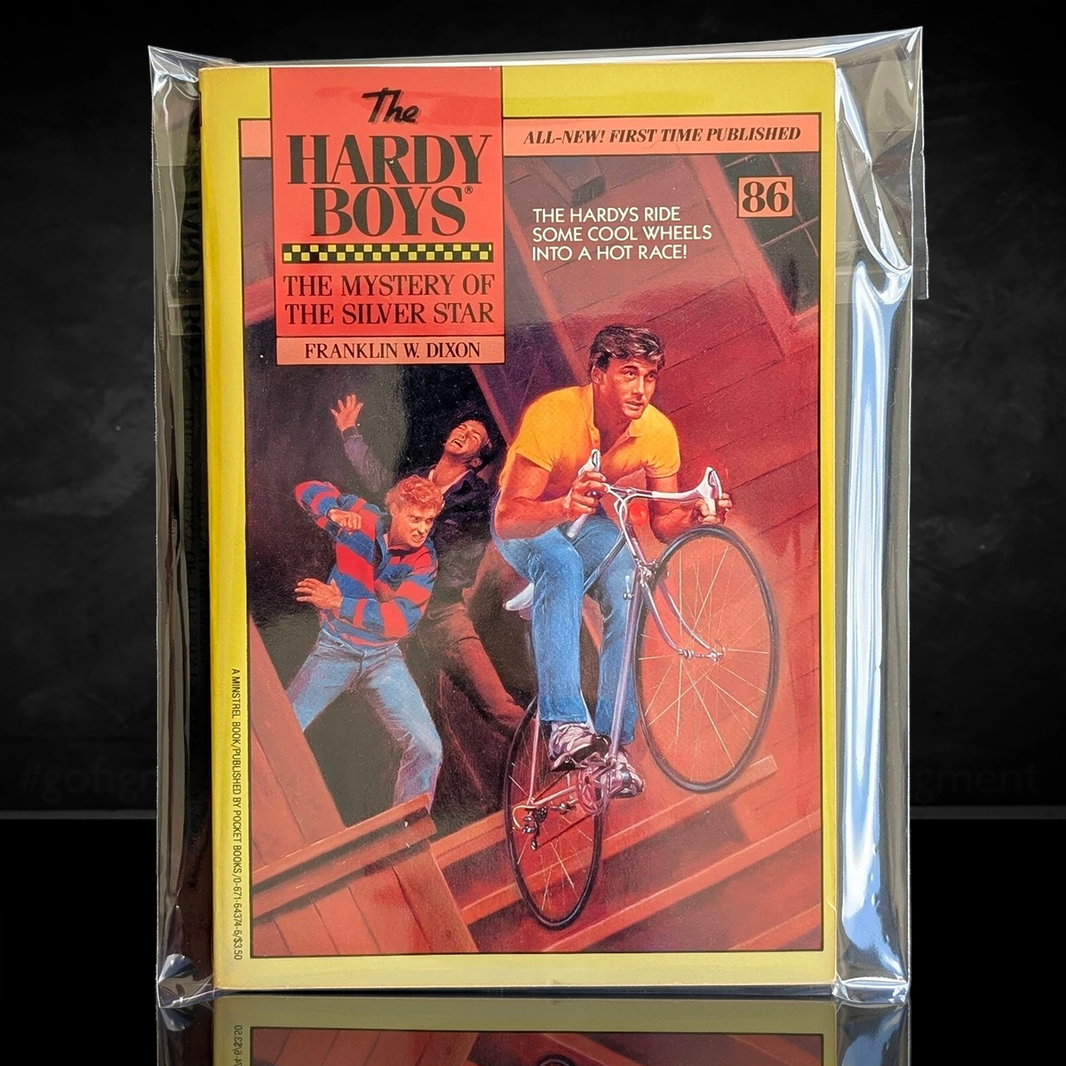 The
HARDY
BOYS®
THE MYSTERY OF
THE SILVER STAR
FRANKLIN W. DIXON
ALL-NEW! FIRST TIME PUBLISHED
86
THE HARDYS RIDE
SOME COOL WHEELS
INTO A HOT RACE!
A MINSTREL BOOK/PUBLISHED BY POCKET BOOKS/0-671-64374-6/$3.50